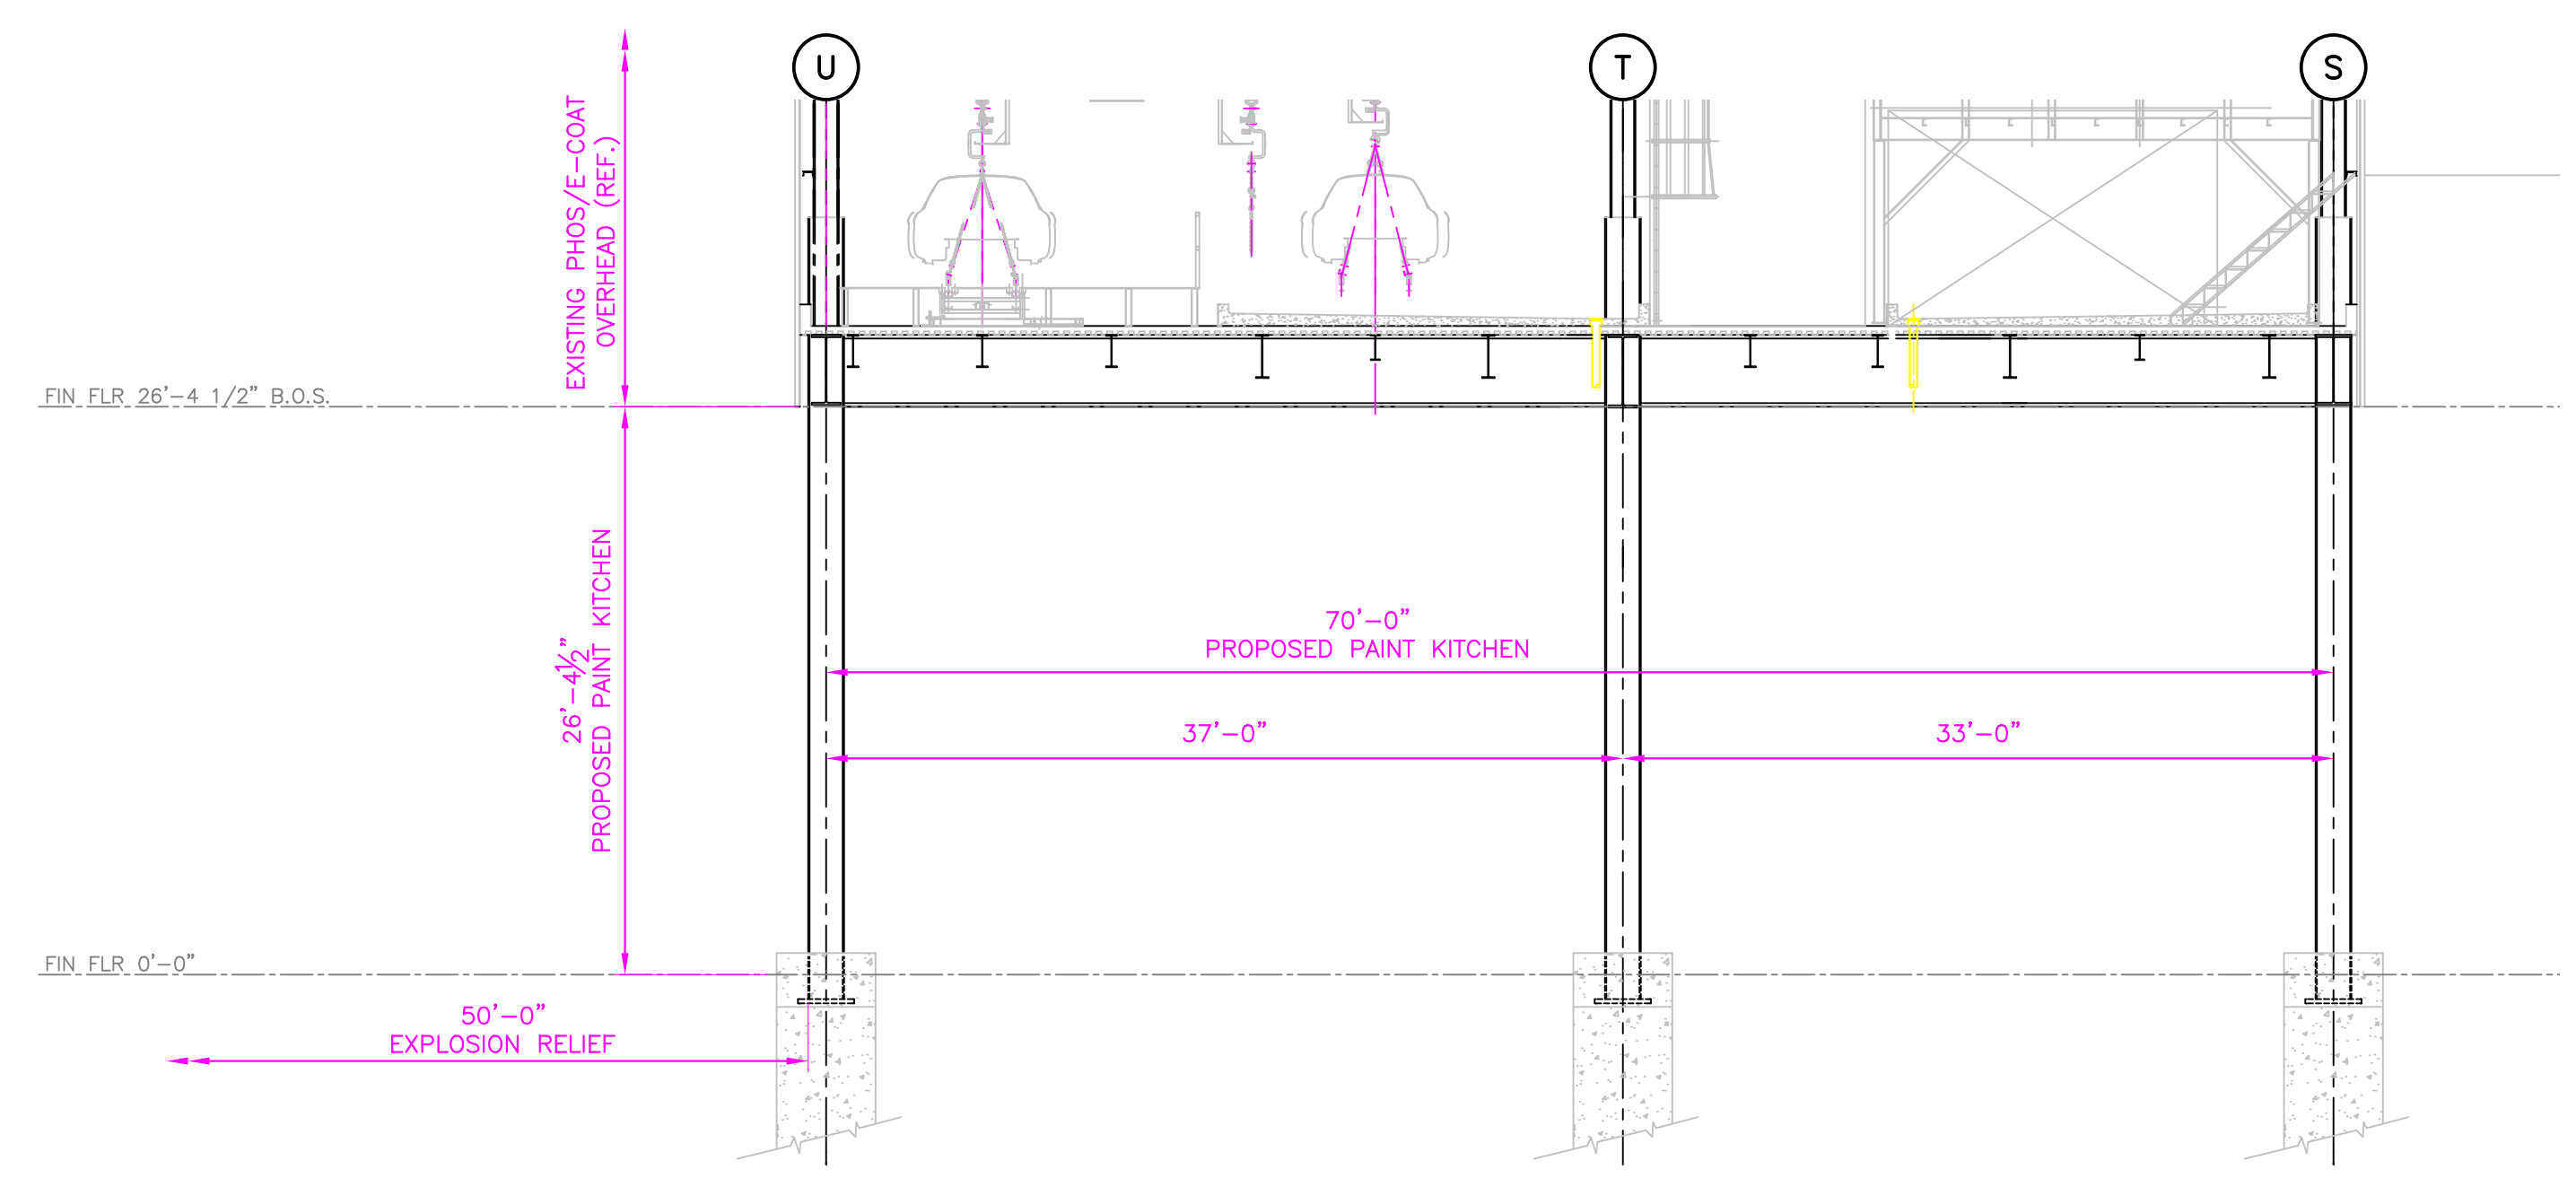 U
T
S
EXISTING PHOS/E-COAT
OVERHEAD (REF.)
FIN FLR 26'-4 1/2" B.O.S.
26'-4½"
PROPOSED PAINT KITCHEN
70'-0"
PROPOSED PAINT KITCHEN
37'-0"
33'-0"
FIN FLR 0'-0"
50'-0"
EXPLOSION RELIEF